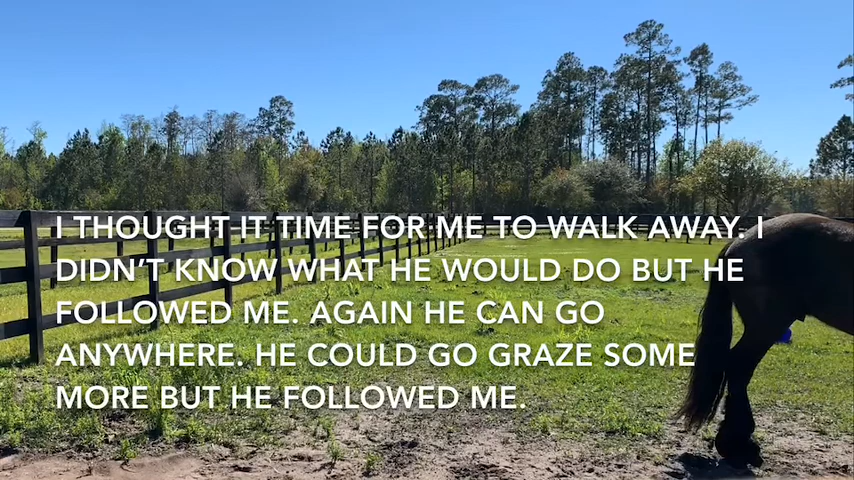 I THOUGHT IT TIME FOR ME TO WALK AWAY. I
DIDN'T KNOW WHAT HE WOULD DO BUT HE
FOLLOWED ME. AGAIN HE CAN GO
ANYWHERE. HE COULD GO GRAZE SOME
MORE BUT HE FOLLOWED ME.